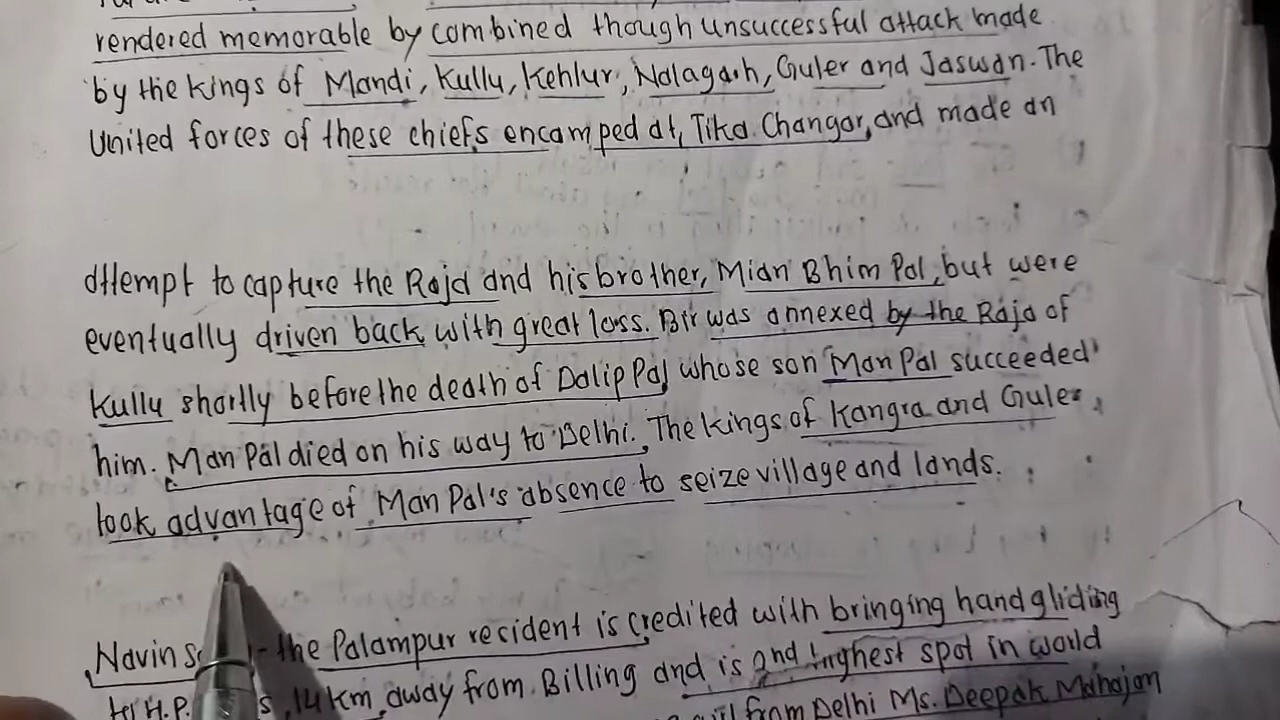 rendered memorable by combined though unsuccessful attack made
by the kings of Mandi, Kullu, Kehlur, Nalagarh, Guler and Jaswan. The
United forces of these chiefs encamped at, Tika Changar, and made an
attempt to capture the Raja and his brother, Mian Bhim Pal, but were
eventually driven back with great loss. Bir was annexed by the Raja of
Kullu shortly before the death of Dalip Pal whose son Man Pal succeeded
him. Man Pal died on his way to Delhi. The kings of Kangra and Guler
took advantage of Man Pal's absence to seize village and lands.
Navin the Palampur recident is credited with bringing handgliding
H.P. 14 km away from Billing and is 2nd highest spot in world
from Delhi Ms. Deepak Mahajan